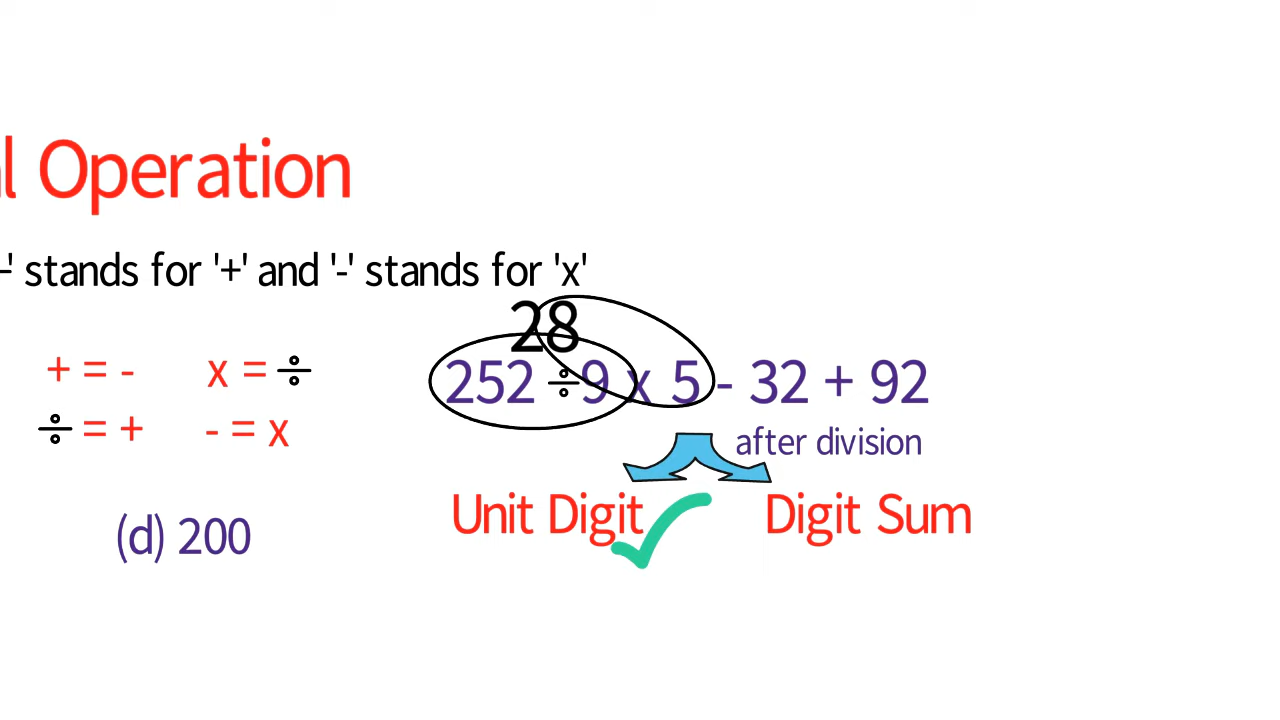 l Operation
' stands for '+' and '-' stands for 'x'
28
+ = - x = ÷
252 ÷ 9 x 5 - 32 + 92
÷ = + - = x
after division
Unit Digit Digit Sum
(d) 200